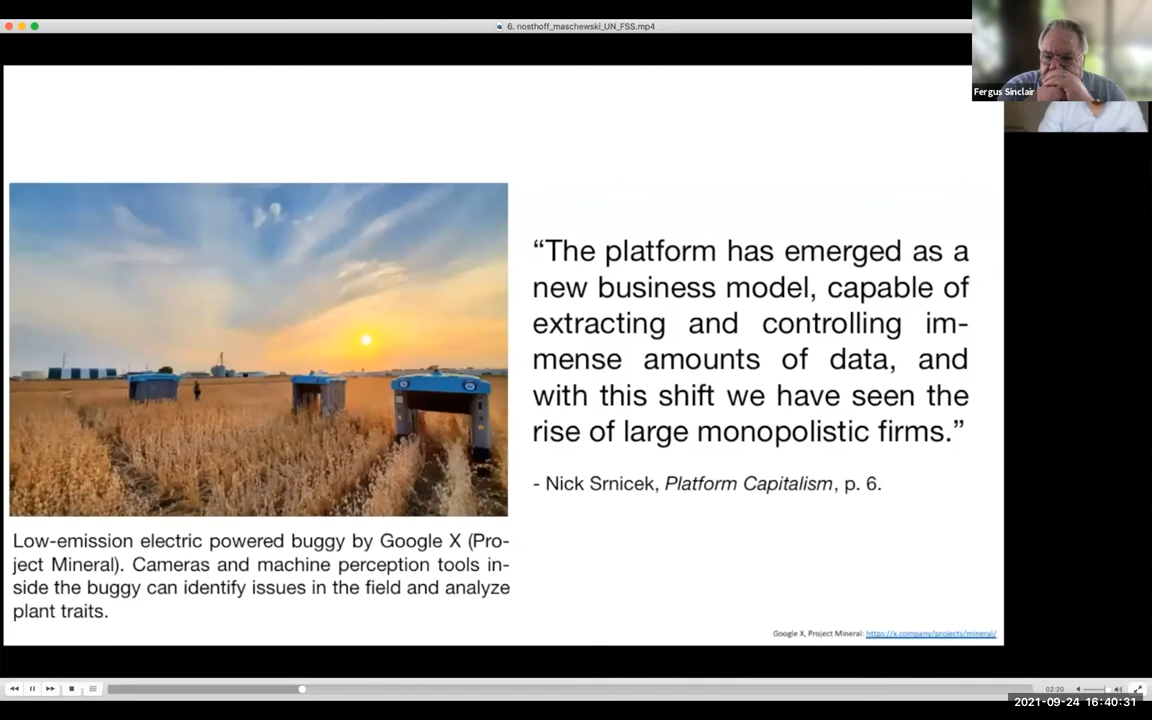 6. nosthoff_maschewski_UN_FSS.mp4
Fergus Sinclair
“The platform has emerged as a
new business model, capable of
extracting and controlling im-
mense amounts of data, and
with this shift we have seen the
rise of large monopolistic firms.”
- Nick Srnicek, Platform Capitalism, p. 6.
Low-emission electric powered buggy by Google X (Pro-
ject Mineral). Cameras and machine perception tools in-
side the buggy can identify issues in the field and analyze
plant traits.
Google X, Project Mineral: https://x.company/projects/mineral/
02:20
2021-09-24 16:40:31